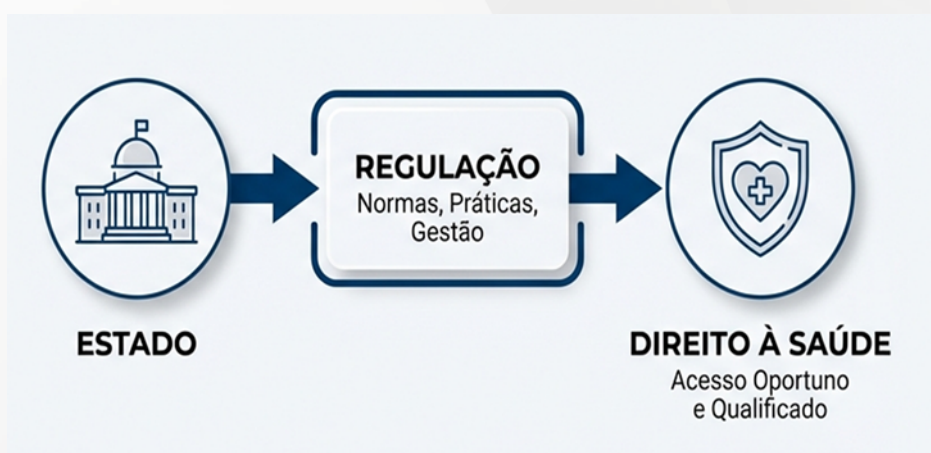 REGULAÇÃO
Normas, Práticas,
Gestão
ESTADO
DIREITO À SAÚDE
Acesso Oportuno
e Qualificado